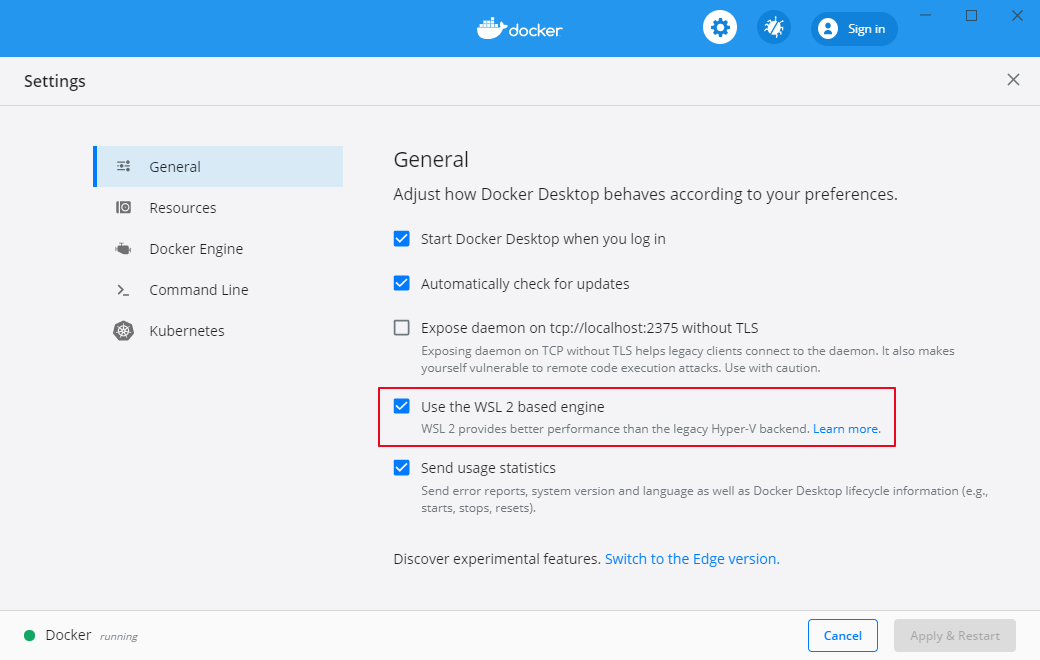 docker
Sign in
Settings
General
Resources
Docker Engine
Command Line
Kubernetes
General
Adjust how Docker Desktop behaves according to your preferences.
Start Docker Desktop when you log in
Automatically check for updates
Expose daemon on tcp://localhost:2375 without TLS
Exposing daemon on TCP without TLS helps legacy clients connect to the daemon. It also makes
yourself vulnerable to remote code execution attacks. Use with caution.
Use the WSL 2 based engine
WSL 2 provides better performance than the legacy Hyper-V backend. Learn more.
Send usage statistics
Send error reports, system version and language as well as Docker Desktop lifecycle information (e.g.,
starts, stops, resets).
Discover experimental features. Switch to the Edge version.
Docker running
Cancel
Apply & Restart